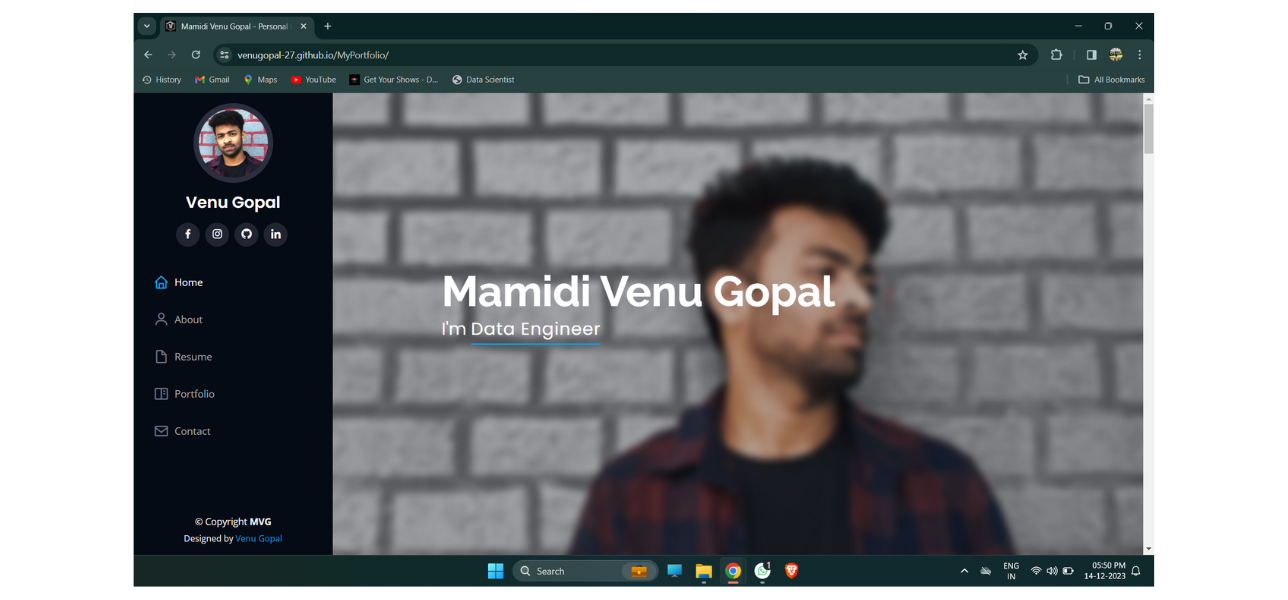 Mamidi Venu Gopal - Personal
venugopal-27.github.io/MyPortfolio/
History
Gmail
Maps
YouTube
Get Your Shows - D...
Data Scientist
All Bookmarks
Venu Gopal
Home
About
Resume
Portfolio
Contact
© Copyright MVG
Designed by Venu Gopal
Mamidi Venu Gopal
I'm Data Engineer
Search
1
ENG
IN
05:50 PM
14-12-2023